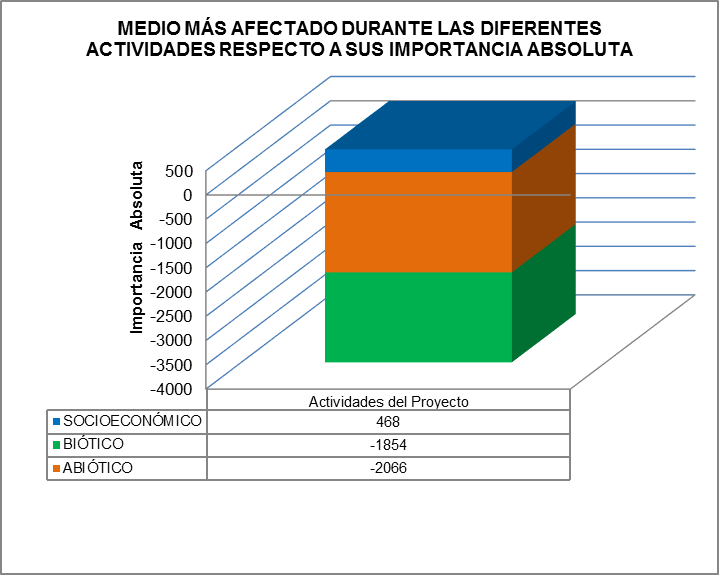 MEDIO MÁS AFECTADO DURANTE LAS DIFERENTES
ACTIVIDADES RESPECTO A SUS IMPORTANCIA ABSOLUTA
Importancia Absoluta
500
0
-500
-1000
-1500
-2000
-2500
-3000
-3500
-4000
Actividades del Proyecto
SOCIOECONÓMICO 468
BIÓTICO -1854
ABIÓTICO -2066